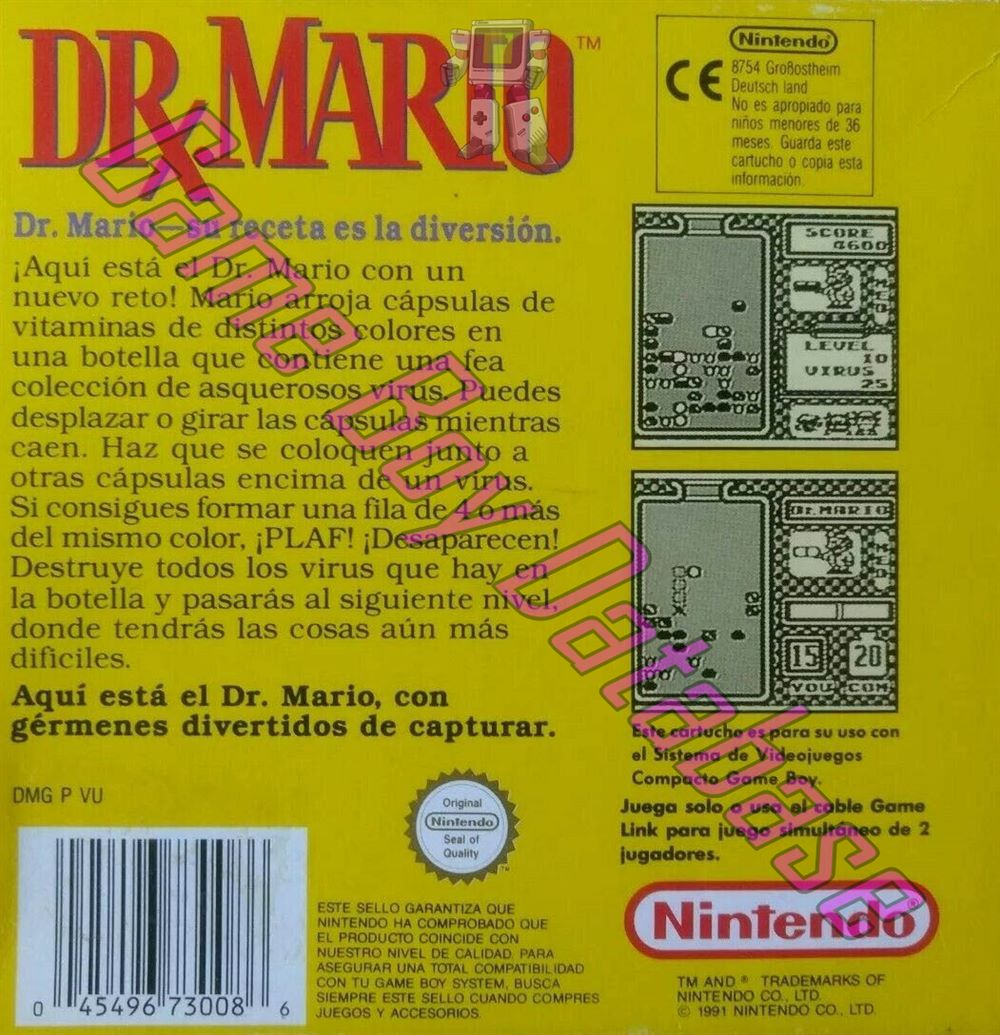 DR. MARIO™
Dr. Mario—su receta es la diversión.
¡Aquí está el Dr. Mario con un
nuevo reto! Mario arroja cápsulas de
vitaminas de distintos colores en
una botella que contiene una fea
colección de asquerosos virus. Puedes
desplazar o girar las cápsulas mientras
caen. Haz que se coloquen junto a
otras cápsulas encima de un virus.
Si consigues formar una fila de 4 o más
del mismo color, ¡PLAF! ¡Desaparecen!
Destruye todos los virus que hay en
la botella y pasarás al siguiente nivel,
donde tendrás las cosas aún más
dificiles.
Aquí está el Dr. Mario, con
gérmenes divertidos de capturar.
DMG P VU
0 45496 73008 6
Original
Nintendo
Seal of
Quality
TM
ESTE SELLO GARANTIZA QUE
NINTENDO HA COMPROBADO QUE
EL PRODUCTO COINCIDE CON
NUESTRO NIVEL DE CALIDAD. PARA
ASEGURAR UNA TOTAL COMPATIBILIDAD
CON TU GAME BOY SYSTEM, BUSCA
SIEMPRE ESTE SELLO CUANDO COMPRES
JUEGOS Y ACCESORIOS.
CE
Nintendo®
8754 Großostheim
Deutsch land
No es apropiado para
niños menores de 36
meses. Guarda este
cartucho o copia esta
información.
SCORE
4600
LEVEL
10
VIRUS
25
Dr. MARIO
15
20
YOU
COM
Este cartucho es para su uso con
el Sistema de Videojuegos
Compacto Game Boy.
Juega solo o usa el cable Game
Link para juego simultáneo de 2
jugadores.
Nintendo®
TM AND ® TRADEMARKS OF
NINTENDO CO., LTD.
© 1991 NINTENDO CO., LTD.
Game Boy Database